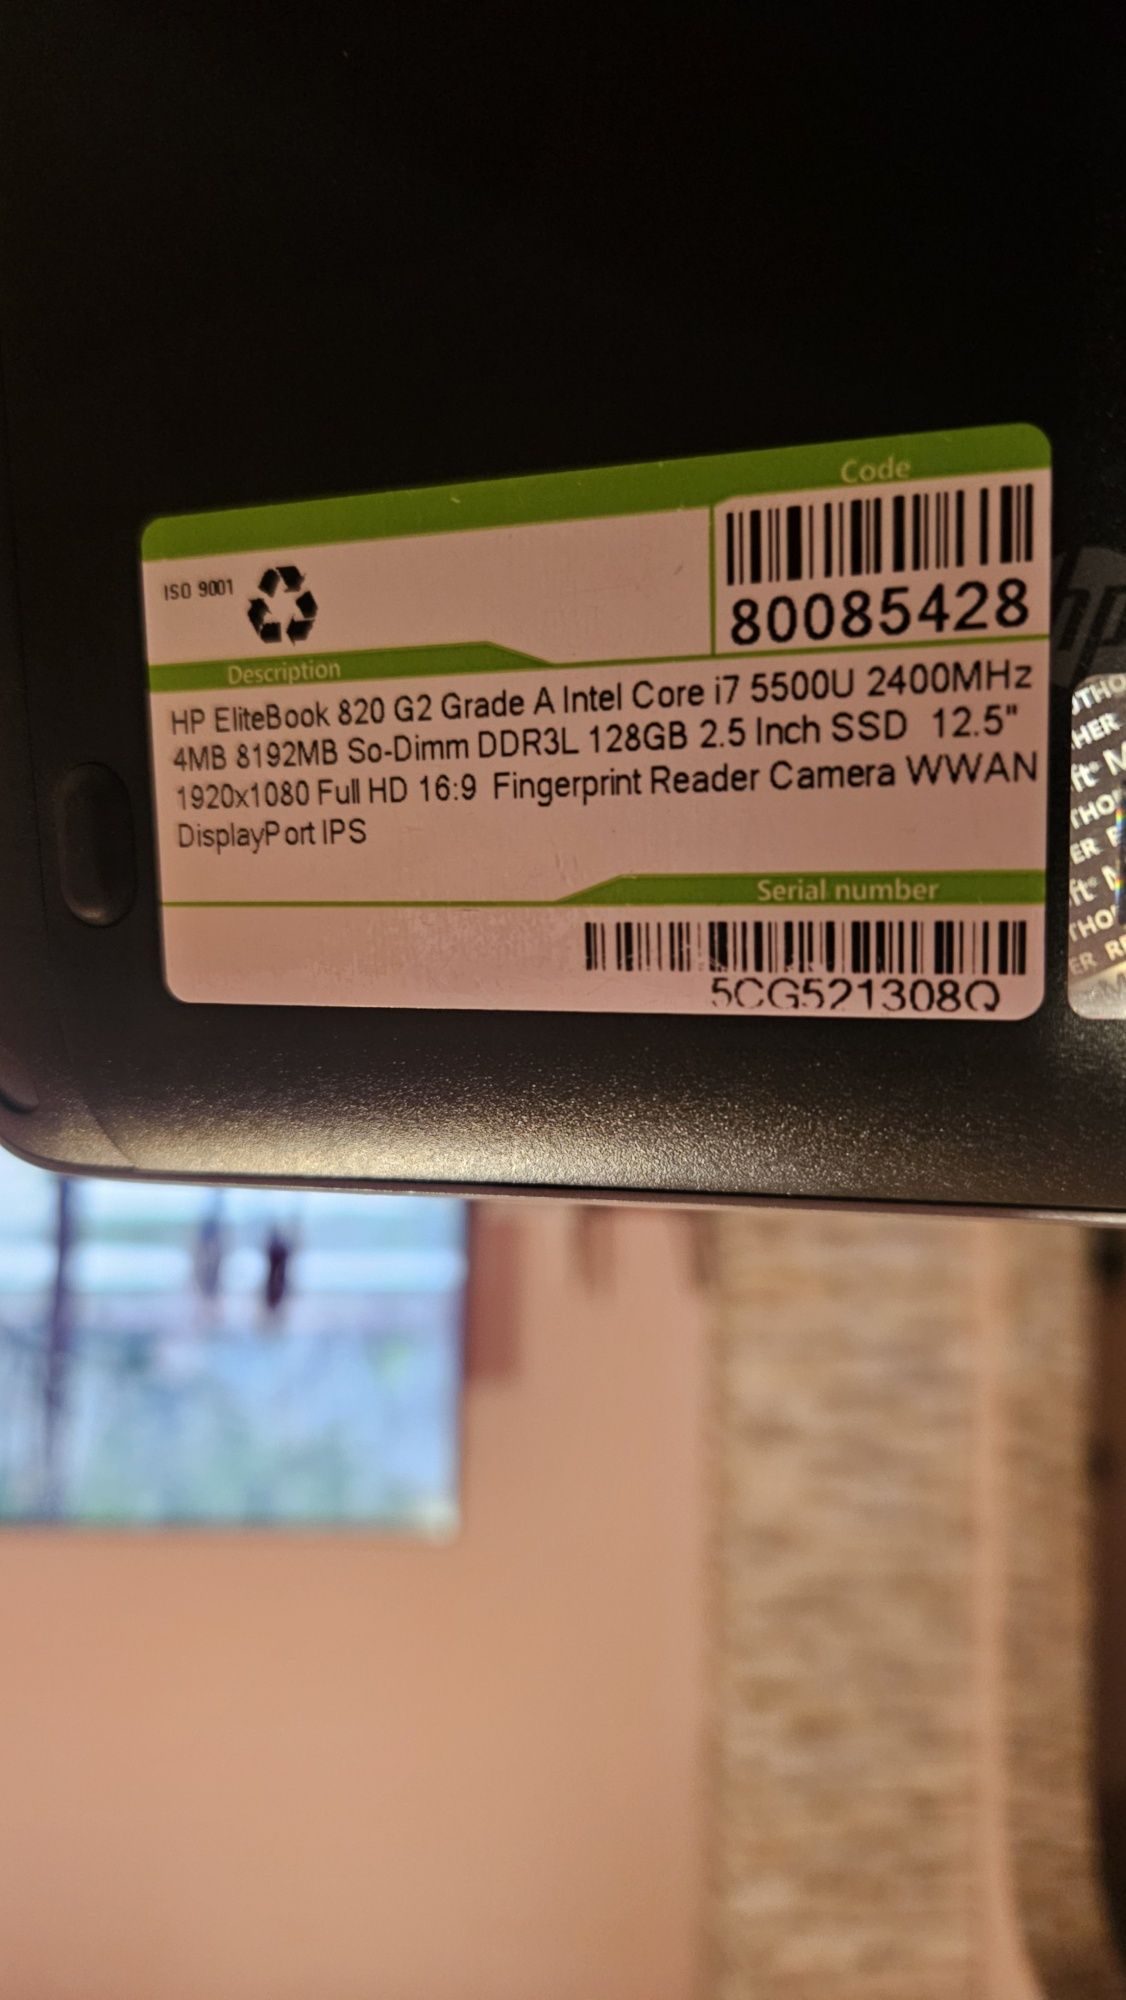 Code
80085428
ISO 9001
Description
HP EliteBook 820 G2 Grade A Intel Core i7 5500U 2400MHz
4MB 8192MB So-Dimm DDR3L 128GB 2.5 Inch SSD 12.5"
1920x1080 Full HD 16:9 Fingerprint Reader Camera WWAN
DisplayPort IPS
Serial number
5CG521308Q
hp